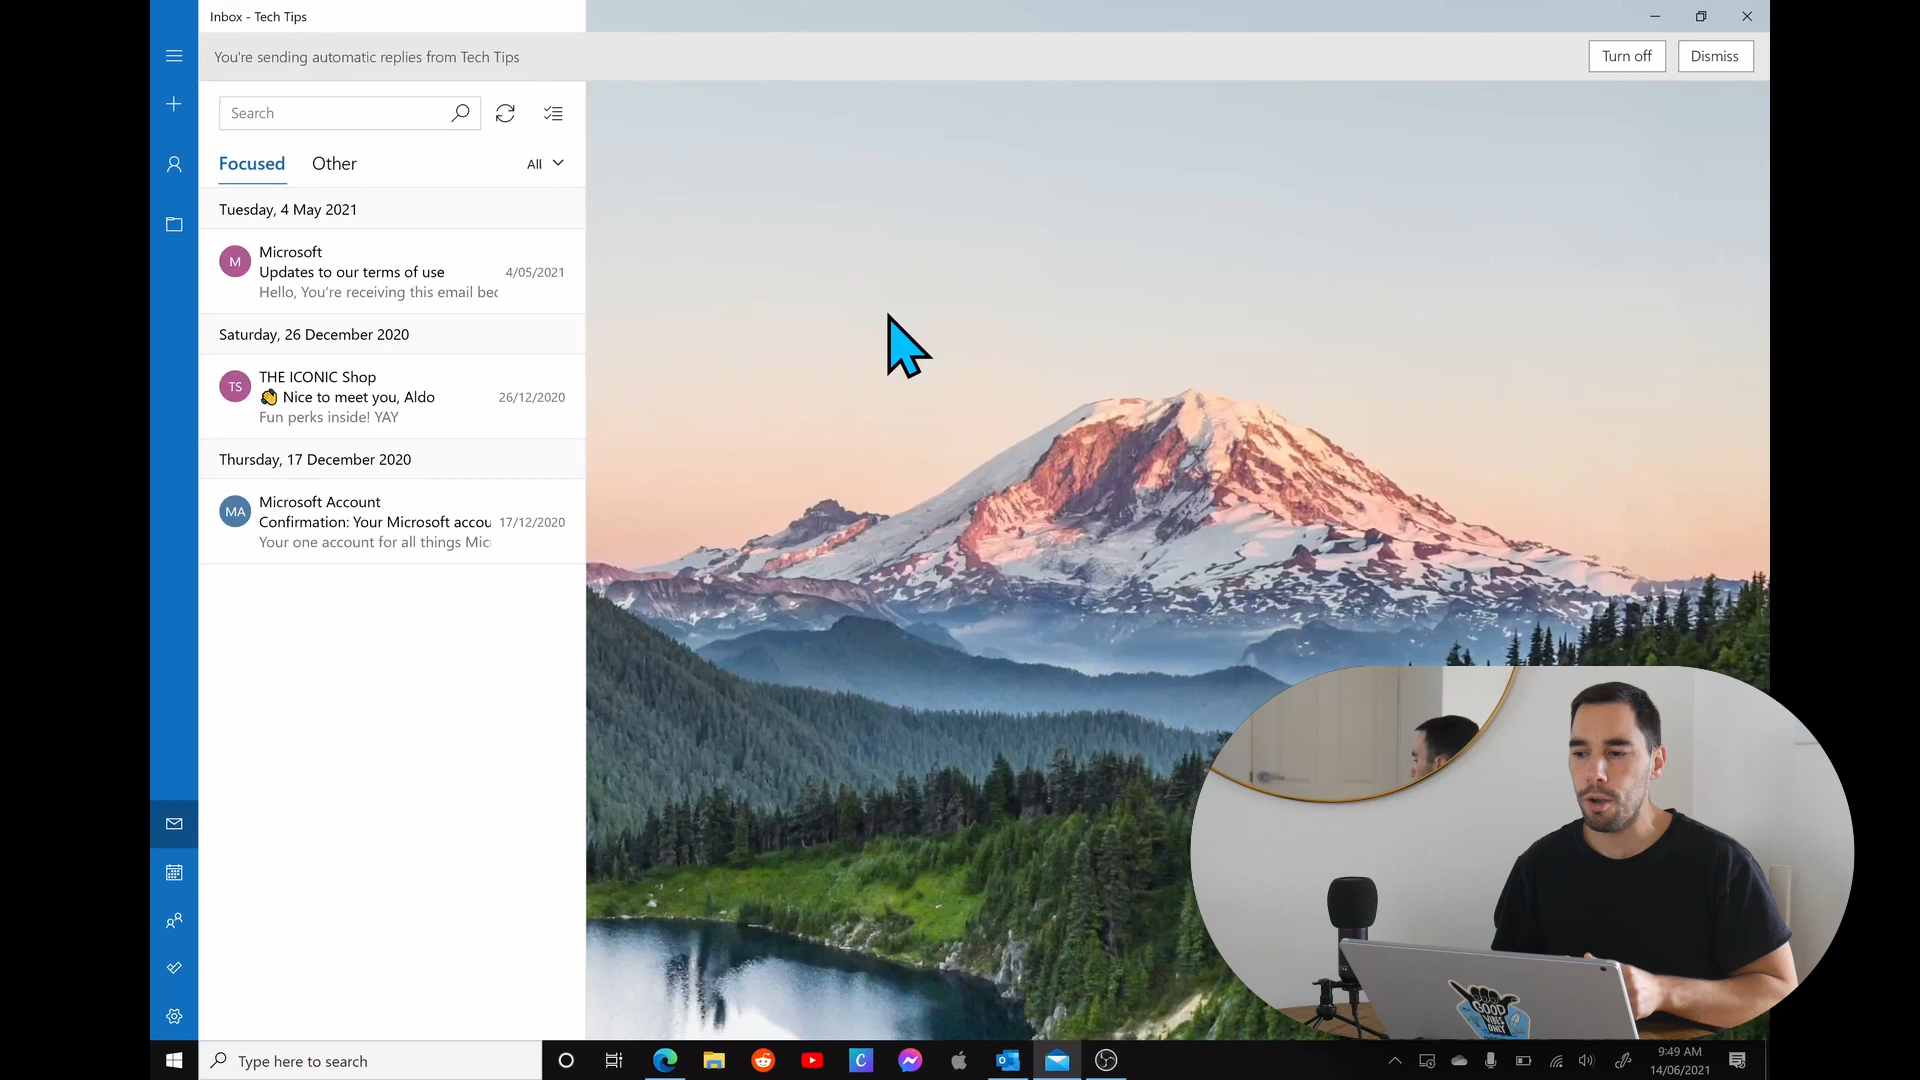 Inbox - Tech Tips
You're sending automatic replies from Tech Tips
Turn off
Dismiss
Search
Focused
Other
All
Tuesday, 4 May 2021
M
Microsoft
Updates to our terms of use
4/05/2021
Hello, You're receiving this email bec
Saturday, 26 December 2020
TS
THE ICONIC Shop
👏 Nice to meet you, Aldo
26/12/2020
Fun perks inside! YAY
Thursday, 17 December 2020
MA
Microsoft Account
Confirmation: Your Microsoft accou
17/12/2020
Your one account for all things Mic
GOOD
VIBES
ONLY
Type here to search
C
9:49 AM
14/06/2021